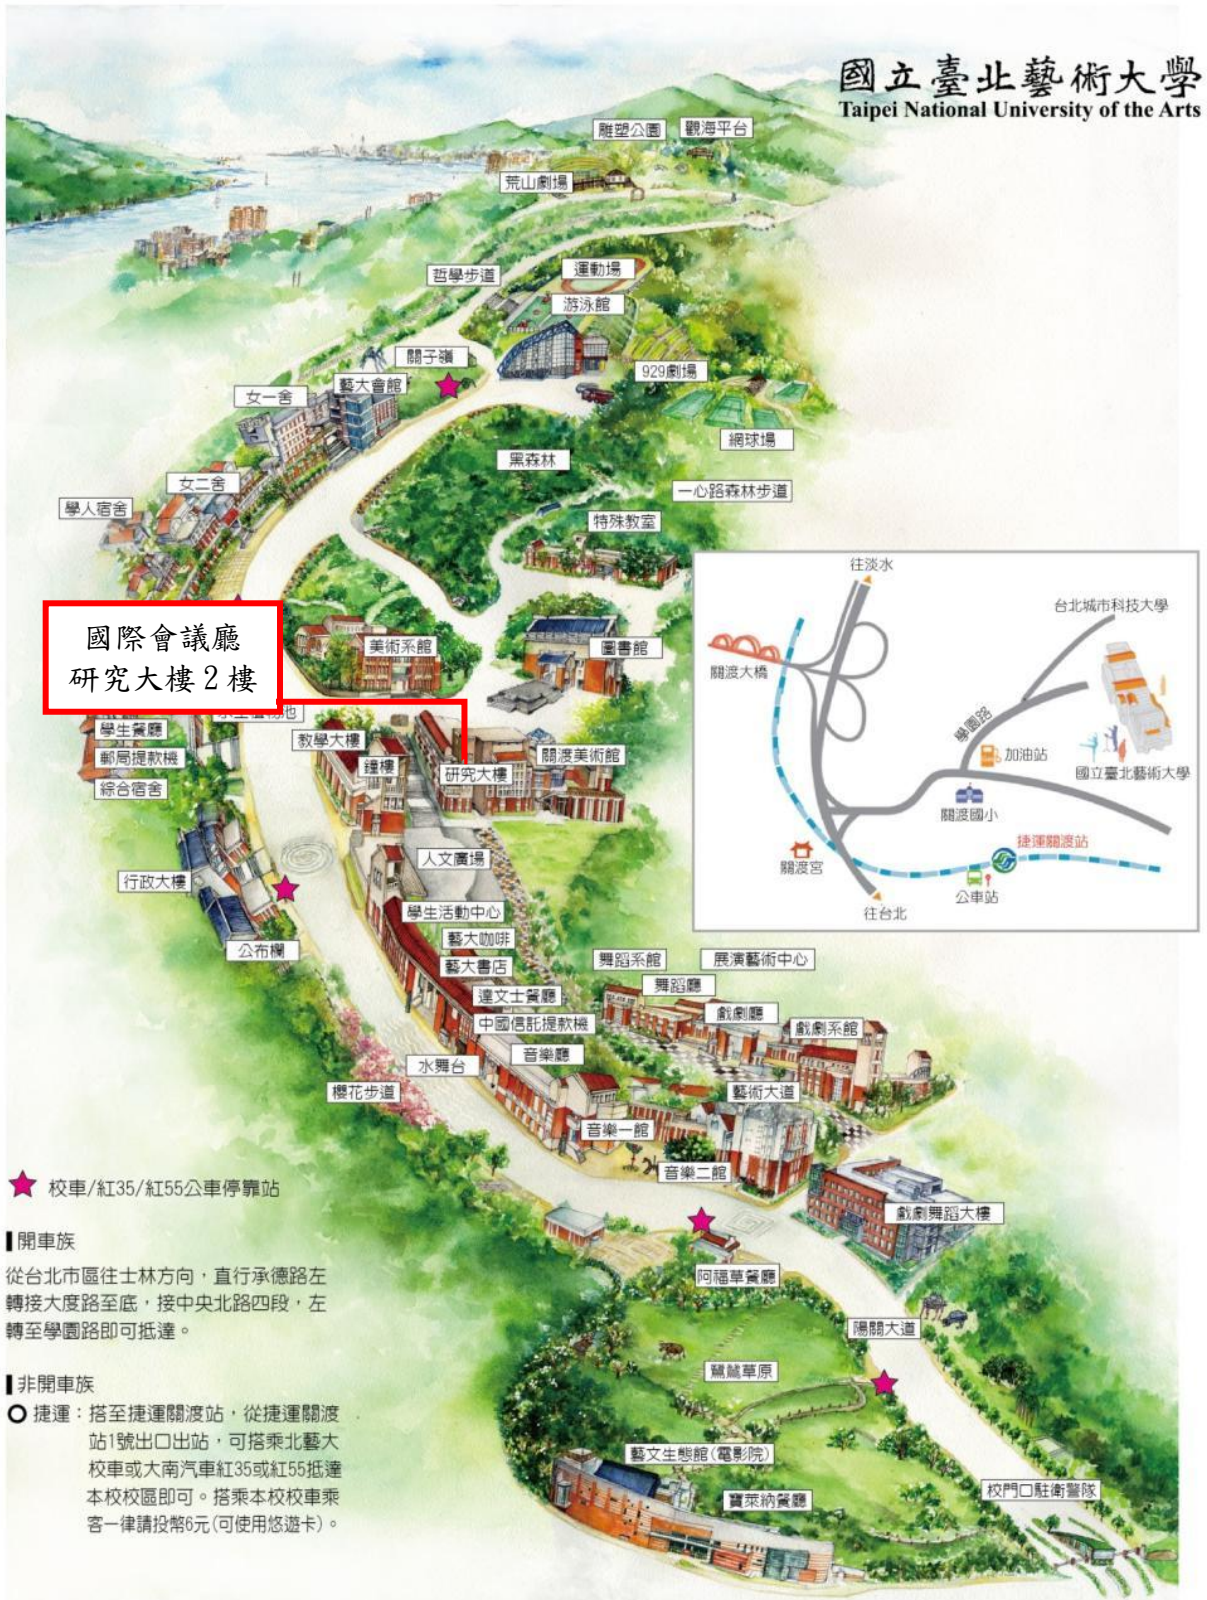 國立臺北藝術大學
Taipei National University of the Arts
雕塑公園
觀海平台
荒山劇場
哲學步道
運動場
游泳館
關子嶺
藝大會館
929劇場
女一舍
網球場
黑森林
女二舍
一心路森林步道
學人宿舍
特殊教室
往淡水
台北城市科技大學
關渡大橋
學園路
加油站
國立臺北藝術大學
關渡國小
捷運關渡站
關渡宮
公車站
往台北
國際會議廳
研究大樓2樓
美術系館
圖書館
學生餐廳
郵局提款機
綜合宿舍
教學大樓
鐘樓
研究大樓
關渡美術館
人文廣場
行政大樓
學生活動中心
公布欄
藝大咖啡
藝大書店
達文士餐廳
中國信託提款機
音樂廳
舞蹈系館
展演藝術中心
舞蹈廳
戲劇廳
戲劇系館
水舞台
櫻花步道
藝術大道
音樂一館
音樂二館
戲劇舞蹈大樓
阿福草餐廳
陽關大道
鷺鷥草原
藝文生態館(電影院)
寶萊納餐廳
校門口駐衛警隊
校車/紅35/紅55公車停靠站
開車族
從台北市區往士林方向，直行承德路左
轉接大度路至底，接中央北路四段，左
轉至學園路即可抵達。
非開車族
捷運：搭至捷運關渡站，從捷運關渡
站1號出口出站，可搭乘北藝大
校車或大南汽車紅35或紅55抵達
本校校區即可。搭乘本校校車乘
客一律請投幣6元(可使用悠遊卡)。